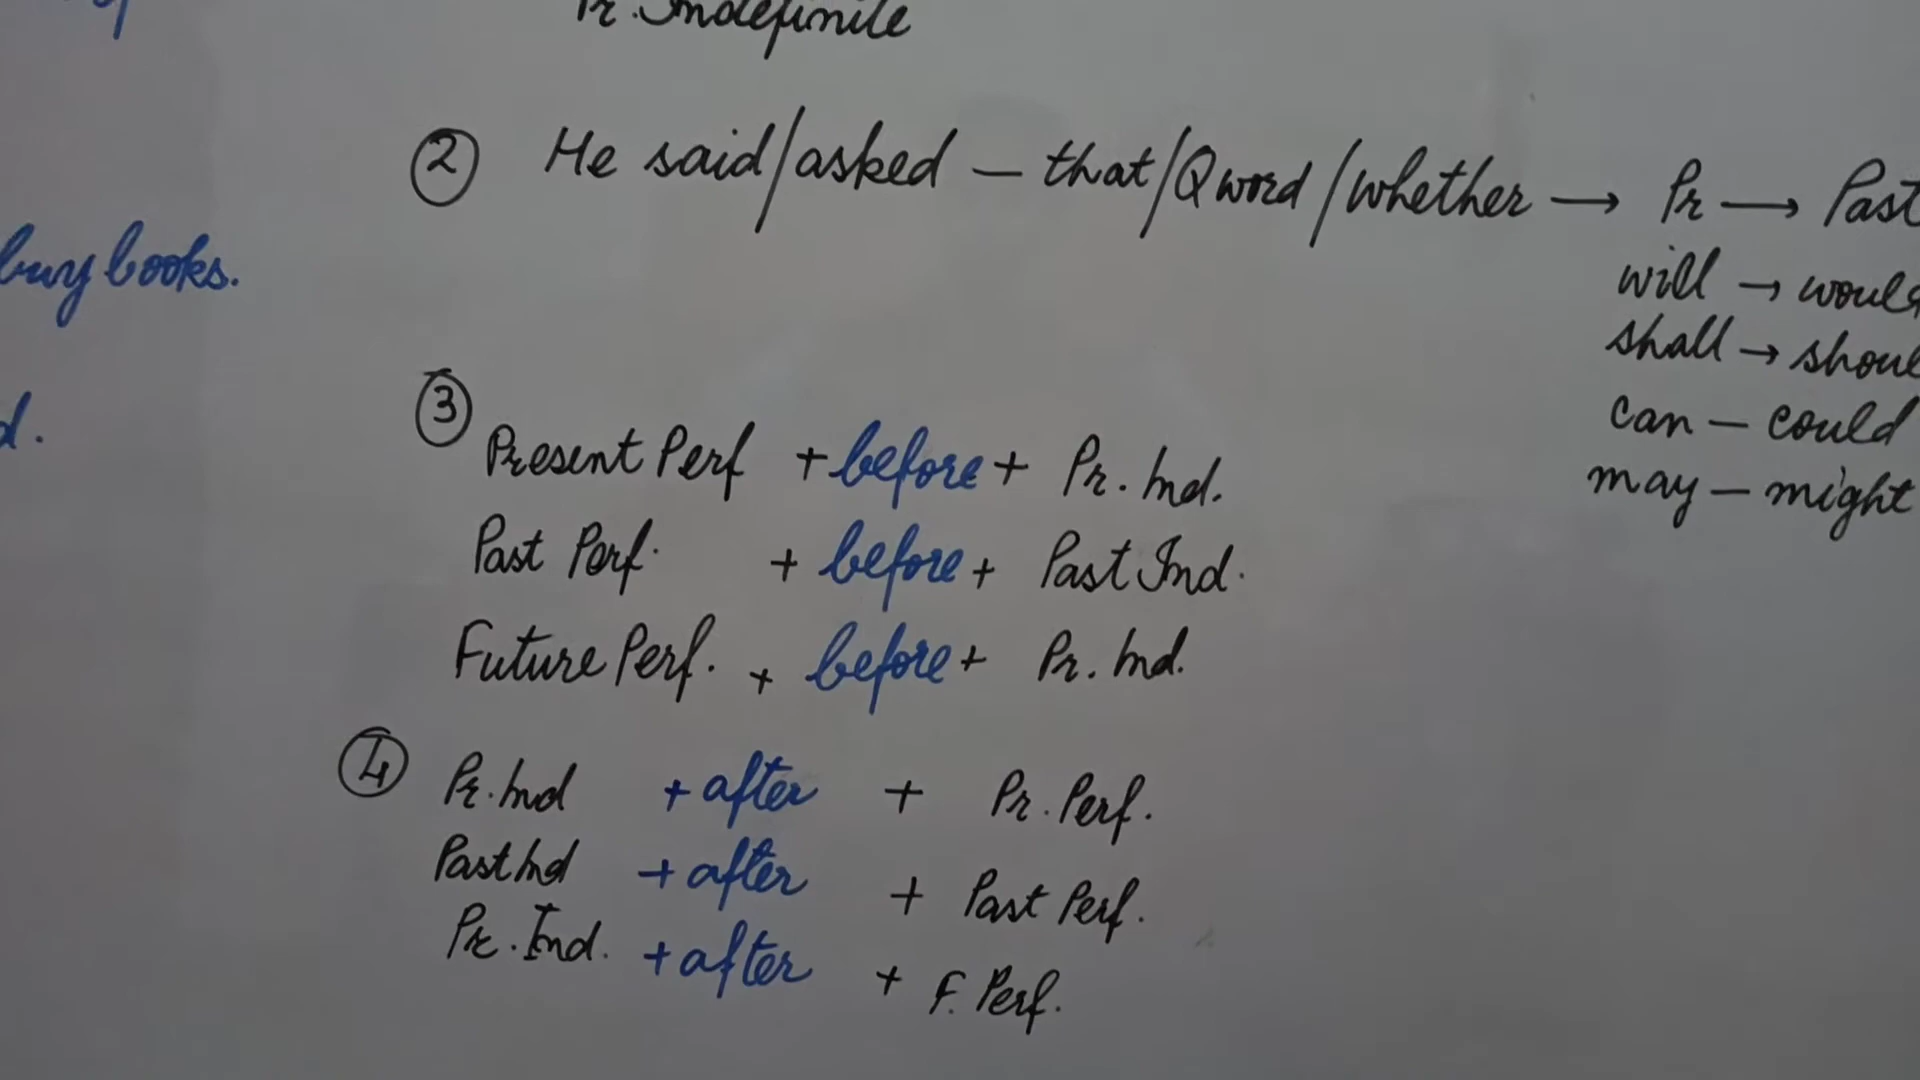 Pr. Indefinite
② He said/asked — that/Q word/whether → Pr → Past
will → would
shall → shoul
can — could
may — might
buy books.
d.
③ Present Perf + before + Pr. Ind.
Past Perf. + before + Past Ind.
Future Perf. + before + Pr. Ind.
④ Pr. Ind + after + Pr. Perf.
Past Ind + after + Past Perf.
Pr. Ind. + after + F. Perf.